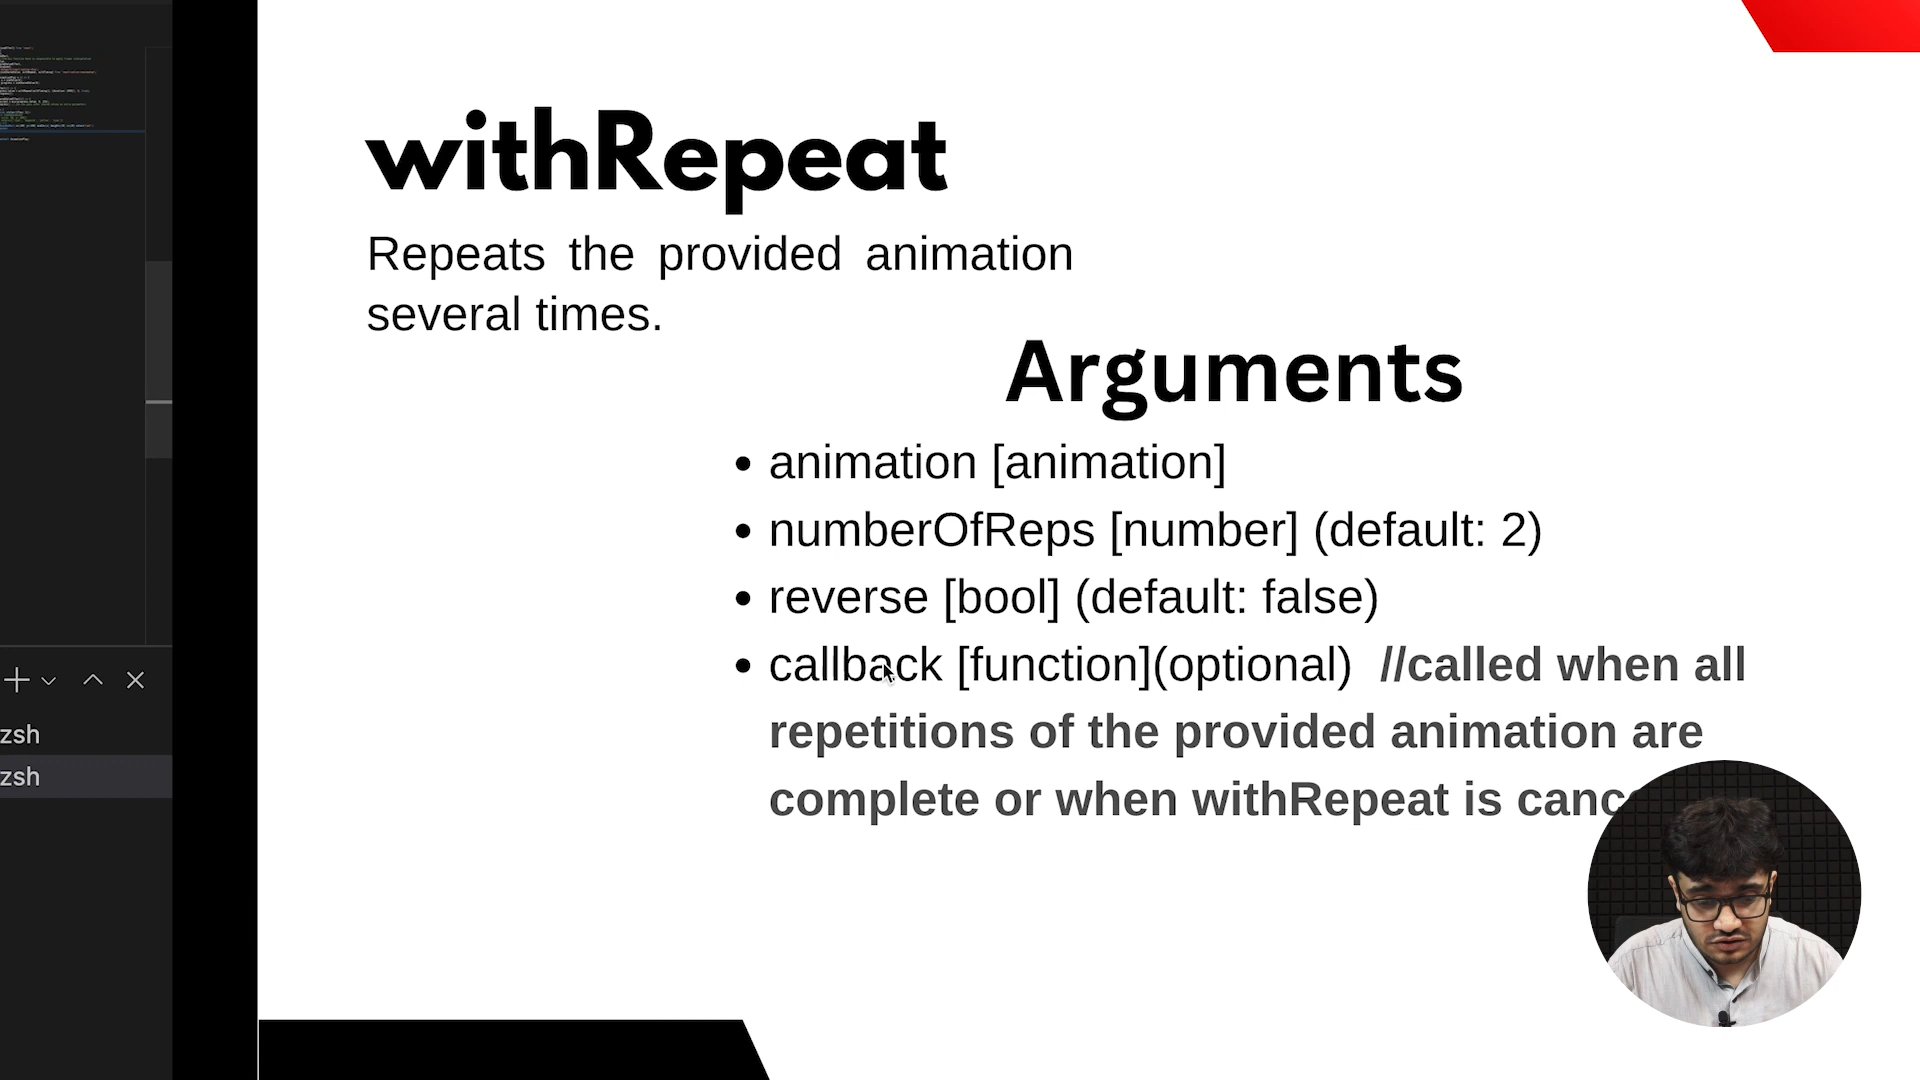 withRepeat
Repeats the provided animation
several times.
Arguments
• animation [animation]
• numberOfReps [number] (default: 2)
• reverse [bool] (default: false)
• callback [function](optional) //called when all
repetitions of the provided animation are
complete or when withRepeat is canc
zsh
zsh